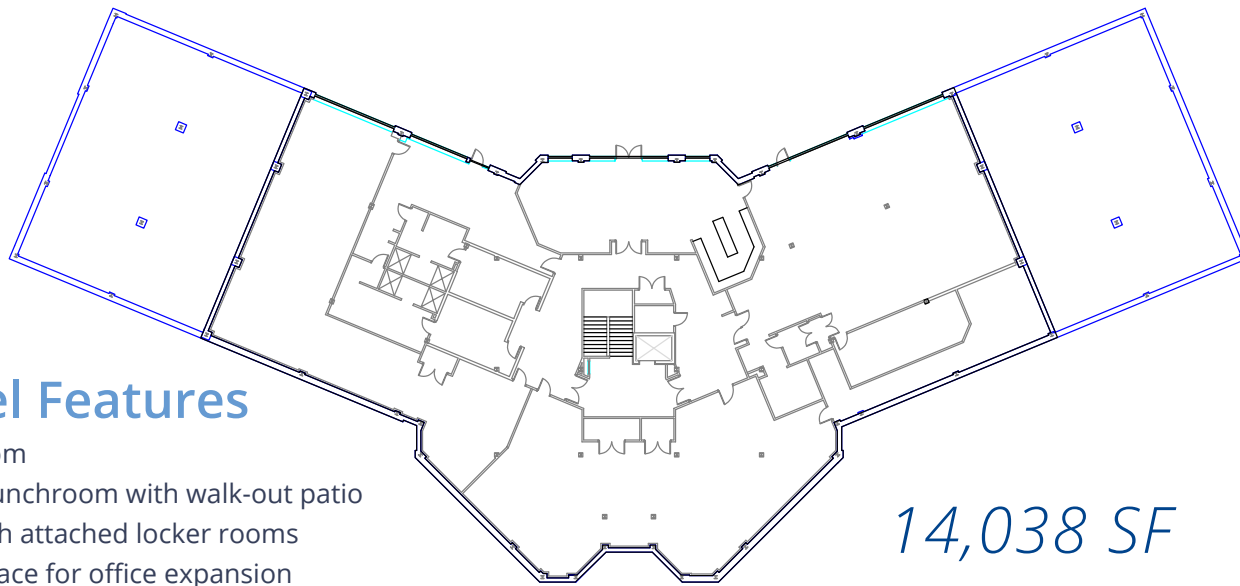 el Features
om
unchroom with walk-out patio
h attached locker rooms
ace for office expansion
14,038 SF